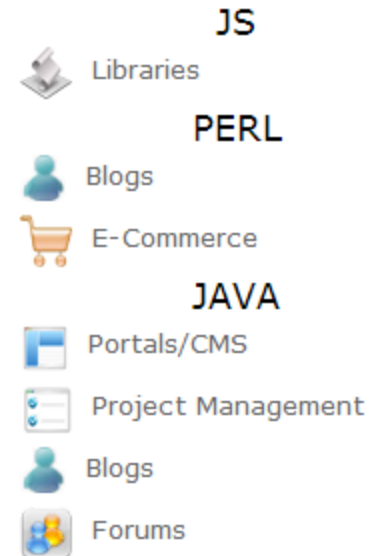 JS
Libraries
PERL
Blogs
E-Commerce
JAVA
Portals/CMS
Project Management
Blogs
Forums